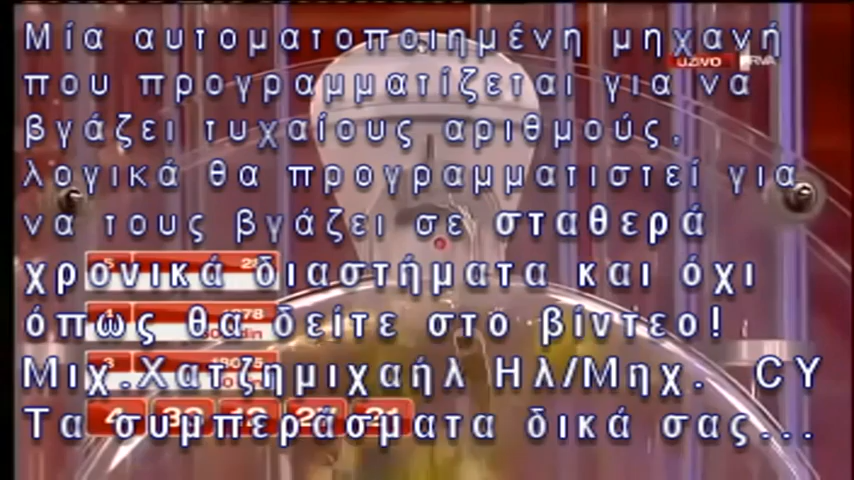 Μία αυτοματοποιημένη μηχανή
που προγραμματίζεται για να
βγάζει τυχαίους αριθμούς,
λογικά θα προγραμματιστεί για
να τους βγάζει σε σταθερά
χρονικά διαστήματα και όχι
όπως θα δείτε στο βίντεο!
Μιχ.Χατζημιχαήλ Ηλ/Μηχ. CY
Τα συμπεράσματα δικά σας...
UŽIVO